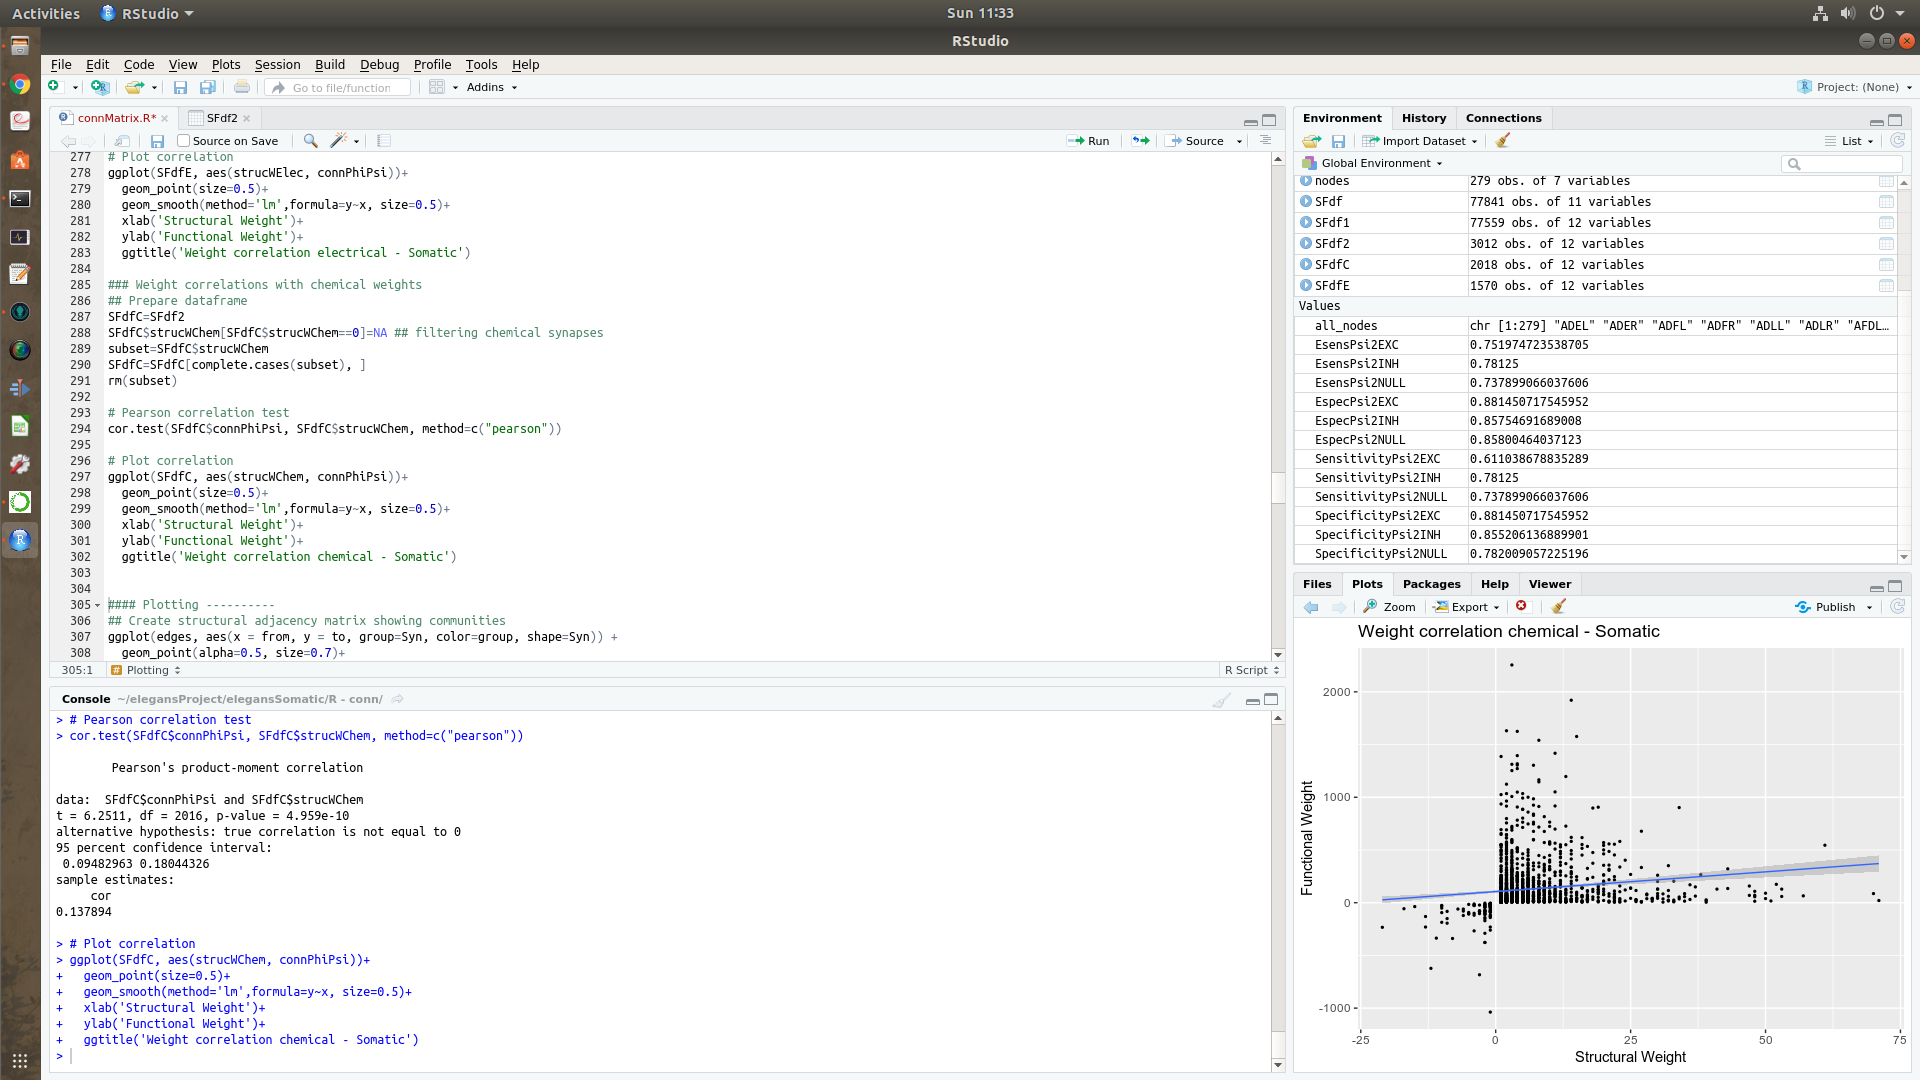 Activities RStudio Sun 11:33
RStudio
File Edit Code View Plots Session Build Debug Profile Tools Help
Go to file/function Addins Project: (None)
connMatrix.R* SFdf2
Source on Save Run Source
277 # Plot correlation
278 ggplot(SFdfE, aes(strucWElec, connPhiPsi))+
279 geom_point(size=0.5)+
280 geom_smooth(method='lm',formula=y~x, size=0.5)+
281 xlab('Structural Weight')+
282 ylab('Functional Weight')+
283 ggtitle('Weight correlation electrical - Somatic')
284
285 ### Weight correlations with chemical weights
286 ## Prepare dataframe
287 SFdfC=SFdf2
288 SFdfC$strucWChem[SFdfC$strucWChem==0]=NA ## filtering chemical synapses
289 subset=SFdfC$strucWChem
290 SFdfC=SFdfC[complete.cases(subset), ]
291 rm(subset)
292
293 # Pearson correlation test
294 cor.test(SFdfC$connPhiPsi, SFdfC$strucWChem, method=c("pearson"))
295
296 # Plot correlation
297 ggplot(SFdfC, aes(strucWChem, connPhiPsi))+
298 geom_point(size=0.5)+
299 geom_smooth(method='lm',formula=y~x, size=0.5)+
300 xlab('Structural Weight')+
301 ylab('Functional Weight')+
302 ggtitle('Weight correlation chemical - Somatic')
303
304
305 #### Plotting ----------
306 ## Create structural adjacency matrix showing communities
307 ggplot(edges, aes(x = from, y = to, group=Syn, color=group, shape=Syn)) +
308 geom_point(alpha=0.5, size=0.7)+
305:1 # Plotting R Script
Console ~/elegansProject/elegansSomatic/R - conn/
> # Pearson correlation test
> cor.test(SFdfC$connPhiPsi, SFdfC$strucWChem, method=c("pearson"))
Pearson's product-moment correlation
data: SFdfC$connPhiPsi and SFdfC$strucWChem
t = 6.2511, df = 2016, p-value = 4.959e-10
alternative hypothesis: true correlation is not equal to 0
95 percent confidence interval:
0.09482963 0.18044326
sample estimates:
cor
0.137894
> # Plot correlation
> ggplot(SFdfC, aes(strucWChem, connPhiPsi))+
+ geom_point(size=0.5)+
+ geom_smooth(method='lm',formula=y~x, size=0.5)+
+ xlab('Structural Weight')+
+ ylab('Functional Weight')+
+ ggtitle('Weight correlation chemical - Somatic')
>
Environment History Connections
Import Dataset List
Global Environment
nodes 279 obs. of 7 variables
SFdf 77841 obs. of 11 variables
SFdf1 77559 obs. of 12 variables
SFdf2 3012 obs. of 12 variables
SFdfC 2018 obs. of 12 variables
SFdfE 1570 obs. of 12 variables
Values
all_nodes chr [1:279] "ADEL" "ADER" "ADFL" "ADFR" "ADLL" "ADLR" "AFDL…
EsensPsi2EXC 0.751974723538705
EsensPsi2INH 0.78125
EsensPsi2NULL 0.737899066037606
EspecPsi2EXC 0.881450717545952
EspecPsi2INH 0.85754691689008
EspecPsi2NULL 0.85800464037123
SensitivityPsi2EXC 0.611038678835289
SensitivityPsi2INH 0.78125
SensitivityPsi2NULL 0.737899066037606
SpecificityPsi2EXC 0.881450717545952
SpecificityPsi2INH 0.855206136889901
SpecificityPsi2NULL 0.782009057225196
Files Plots Packages Help Viewer
Zoom Export Publish
Weight correlation chemical - Somatic
Functional Weight
2000
1000
0
-1000
-25 0 25 50 75
Structural Weight